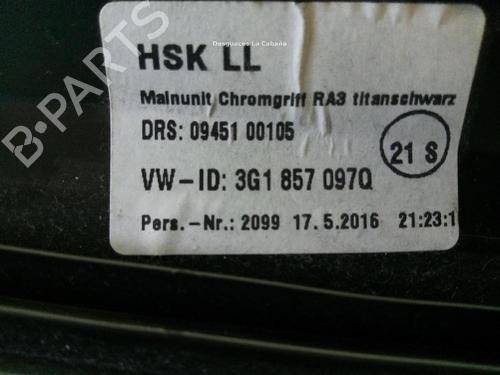 Desguaces La Cabaña
HSK LL
Mainunit Chromgriff RA3 titanschwarz
DRS: 09451 00105
21 S
VW-ID: 3G1 857 097Q
Pers.-Nr.: 2099 17.5.2016 21:23:1
B-PARTS